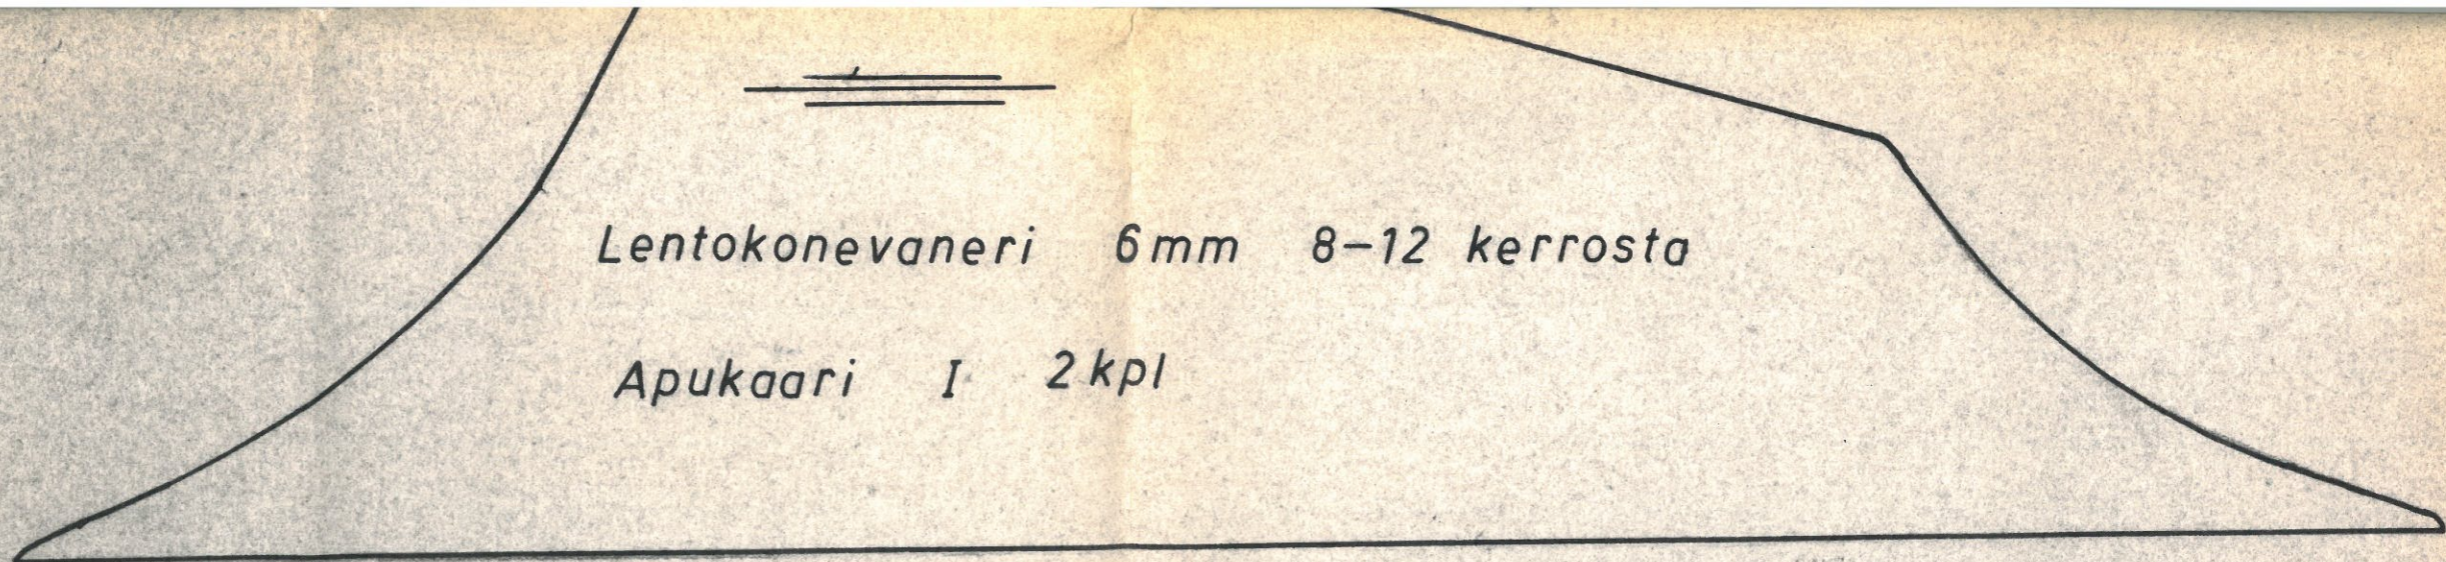 Lentokonevaneri 6mm 8-12 kerrosta
Apukaari I 2kpl